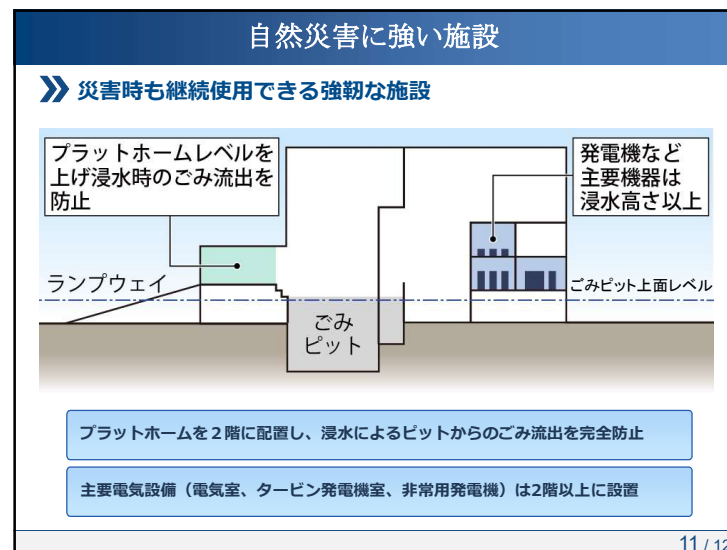 自然災害に強い施設
災害時も継続使用できる強靭な施設
プラットホームレベルを
上げ浸水時のごみ流出を
防止
発電機など
主要機器は
浸水高さ以上
ランプウェイ
ごみピット上面レベル
ごみ
ピット
プラットホームを２階に配置し、浸水によるピットからのごみ流出を完全防止
主要電気設備（電気室、タービン発電機室、非常用発電機）は2階以上に設置
11 / 12